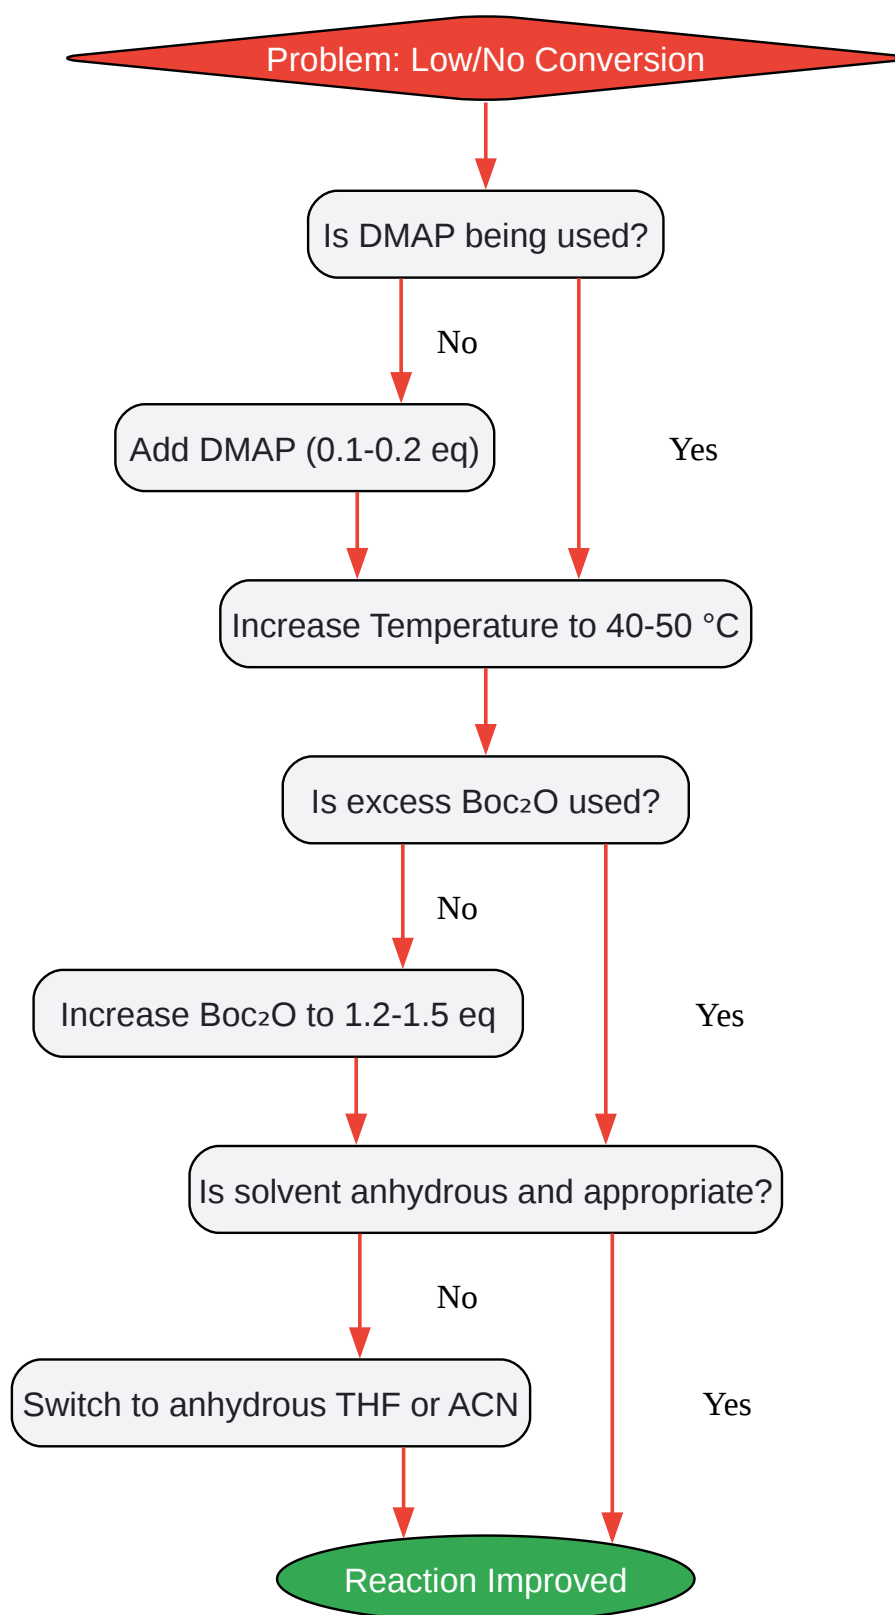 Problem: Low/No Conversion
Is DMAP being used?
No
Add DMAP (0.1-0.2 eq)
Yes
Increase Temperature to 40-50 °C
Is excess Boc₂O used?
No
Increase Boc₂O to 1.2-1.5 eq
Yes
Is solvent anhydrous and appropriate?
No
Switch to anhydrous THF or ACN
Yes
Reaction Improved